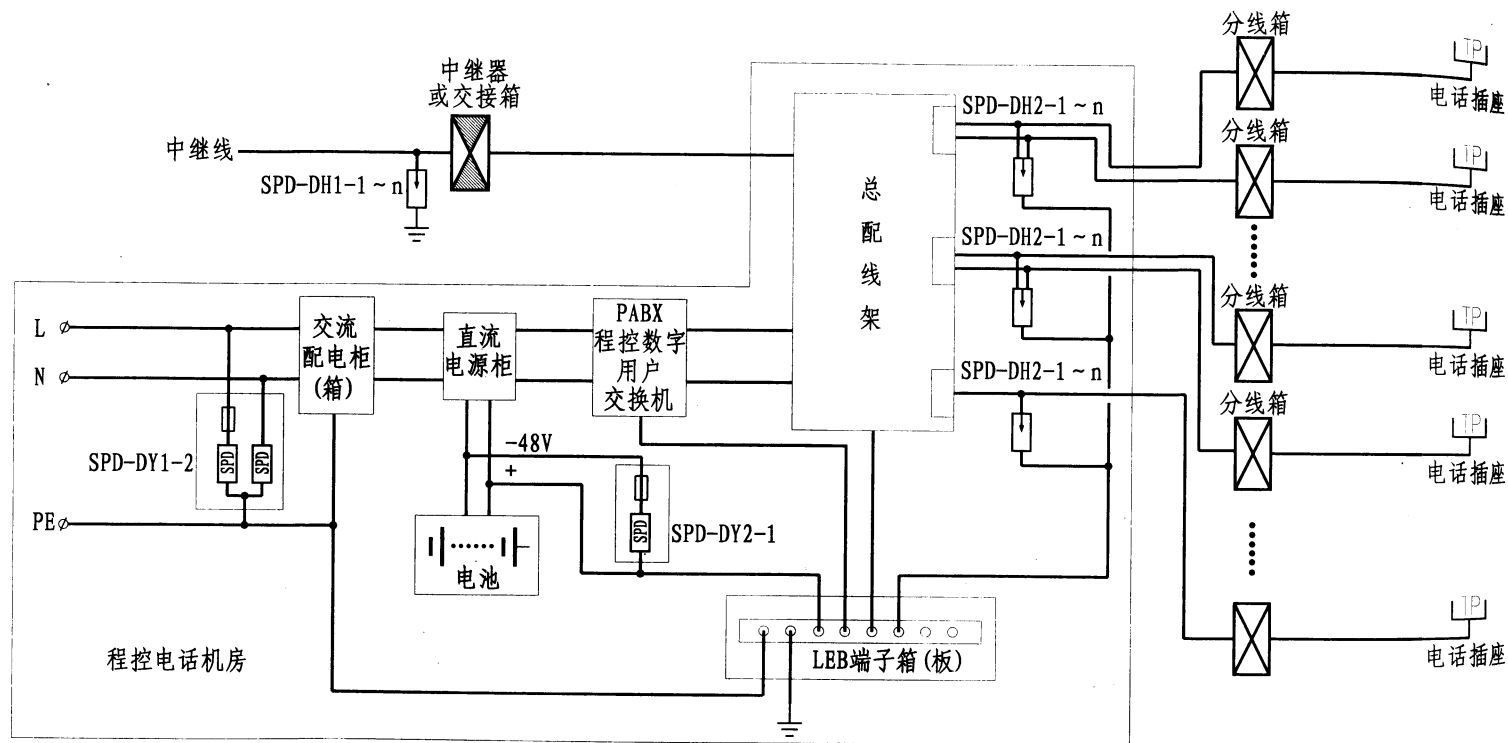 分线箱
TP
电话插座
中继器
或交接箱
SPD-DH2-1~n
分线箱
TP
电话插座
中继线
SPD-DH1-1~n
总
配
线
架
SPD-DH2-1~n
分线箱
TP
电话插座
L
N
交流
配电柜
(箱)
直流
电源柜
PABX
程控数字
用户
交换机
SPD-DH2-1~n
分线箱
TP
电话插座
SPD-DY1-2
SPD
SPD
-48V
+
SPD
SPD-DY2-1
PE
电池
TP
电话插座
LEB端子箱(板)
程控电话机房